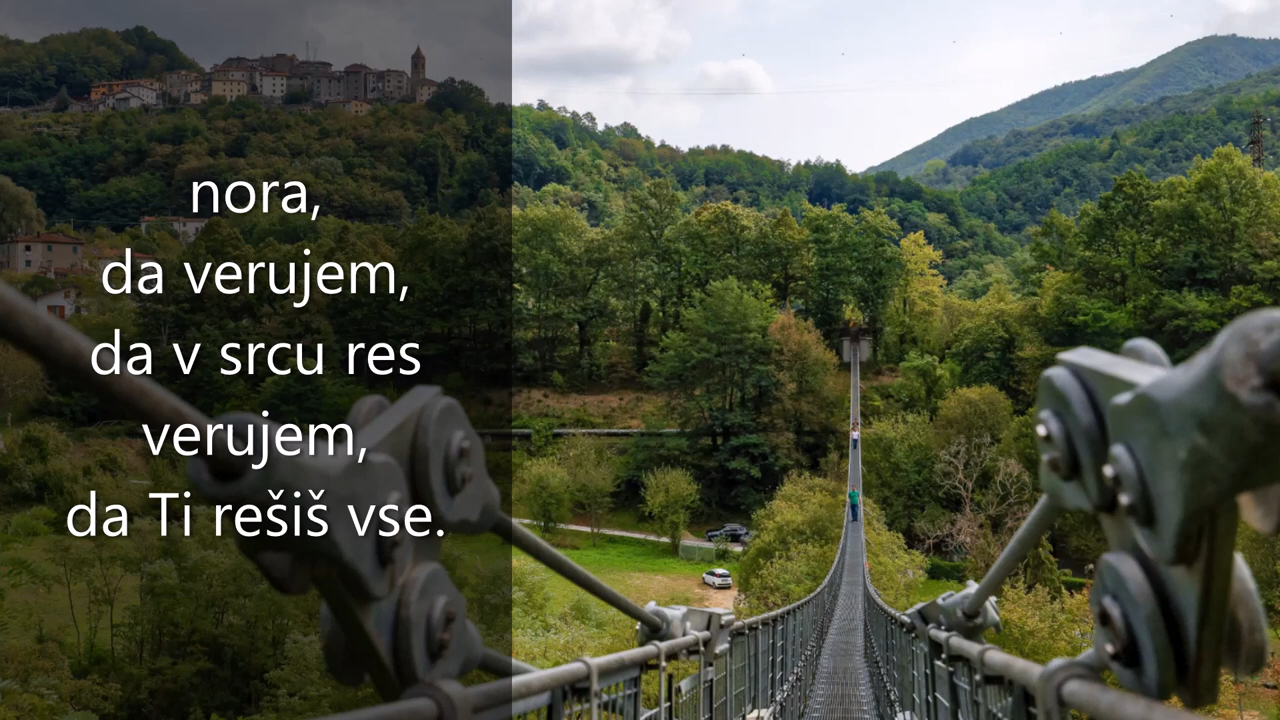 nora,
da verujem,
da v srcu res
verujem,
da Ti rešiš vse.